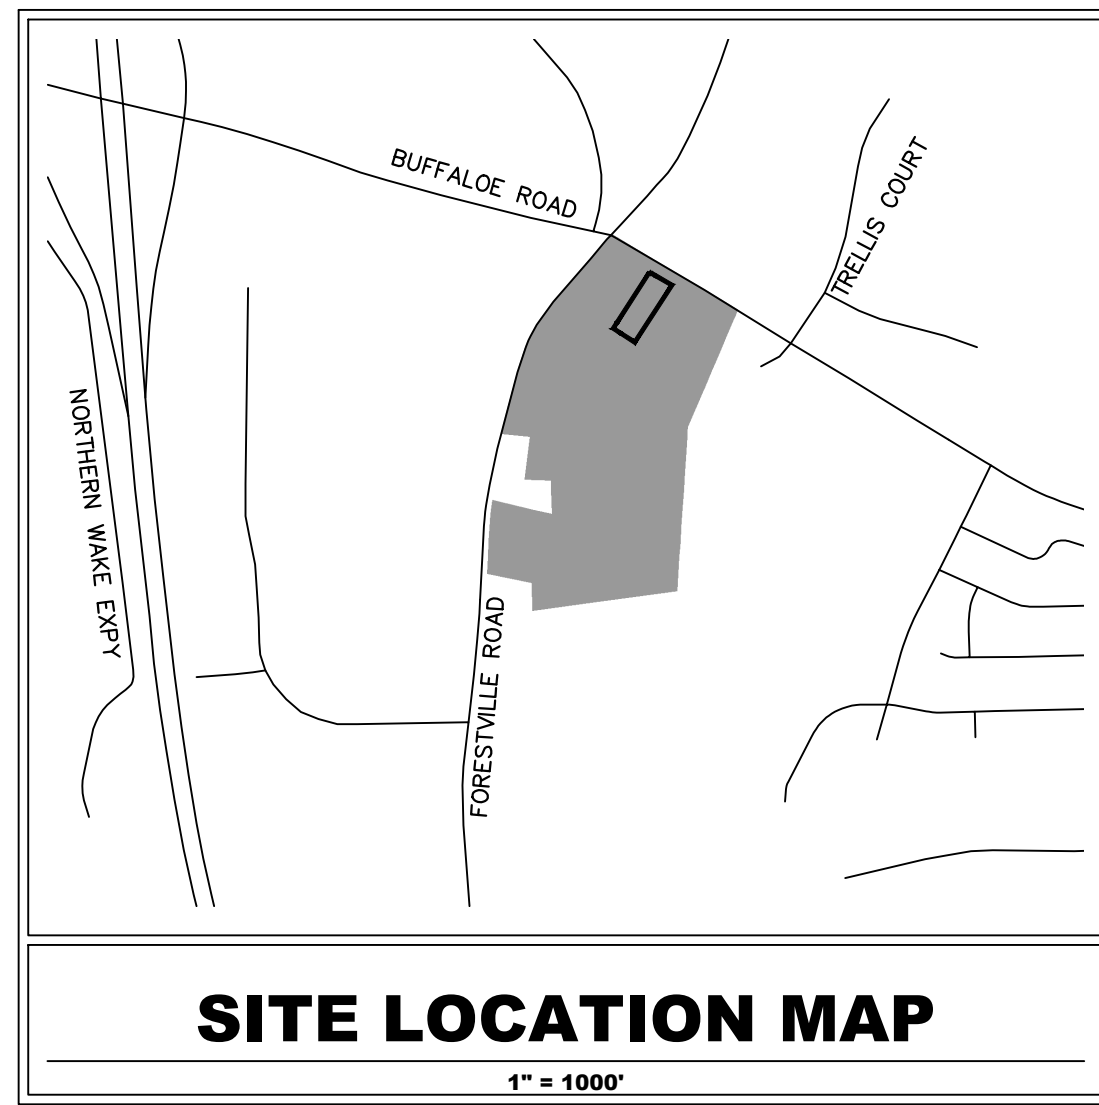 BUFFALOE ROAD
TRELLIS COURT
NORTHERN WAKE EXPY
FORESTVILLE ROAD
SITE LOCATION MAP
1" = 1000'